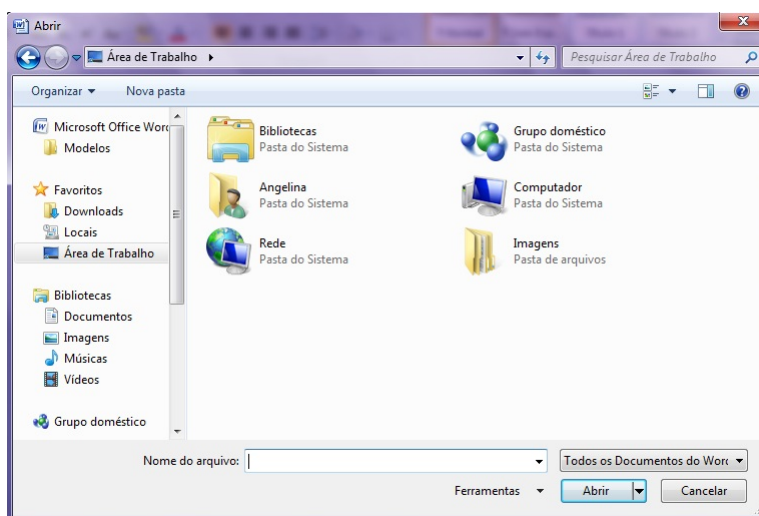 Abrir
Área de Trabalho
Pesquisar Área de Trabalho
Organizar
Nova pasta
Microsoft Office Word
Modelos
Favoritos
Downloads
Locais
Área de Trabalho
Bibliotecas
Documentos
Imagens
Músicas
Vídeos
Grupo doméstico
Bibliotecas
Pasta do Sistema
Grupo doméstico
Pasta do Sistema
Angelina
Pasta do Sistema
Computador
Pasta do Sistema
Rede
Pasta do Sistema
Imagens
Pasta de arquivos
Nome do arquivo:
Todos os Documentos do Word
Ferramentas
Abrir
Cancelar